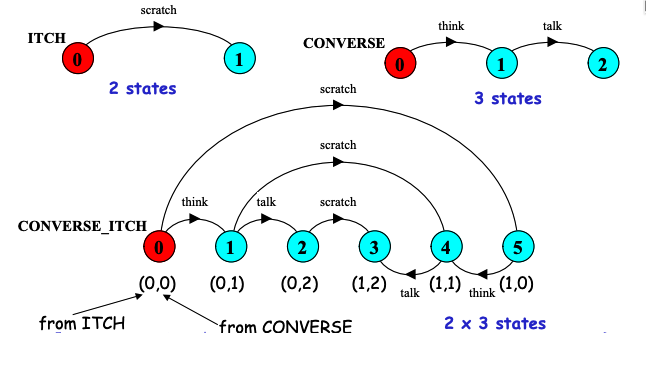 scratch
ITCH
0
1
2 states
think
talk
CONVERSE
0
1
2
3 states
scratch
scratch
think
talk
scratch
CONVERSE_ITCH
0
1
2
3
4
5
(0,0)
(0,1)
(0,2)
(1,2)
talk
(1,1)
think
(1,0)
from ITCH
from CONVERSE
2 x 3 states